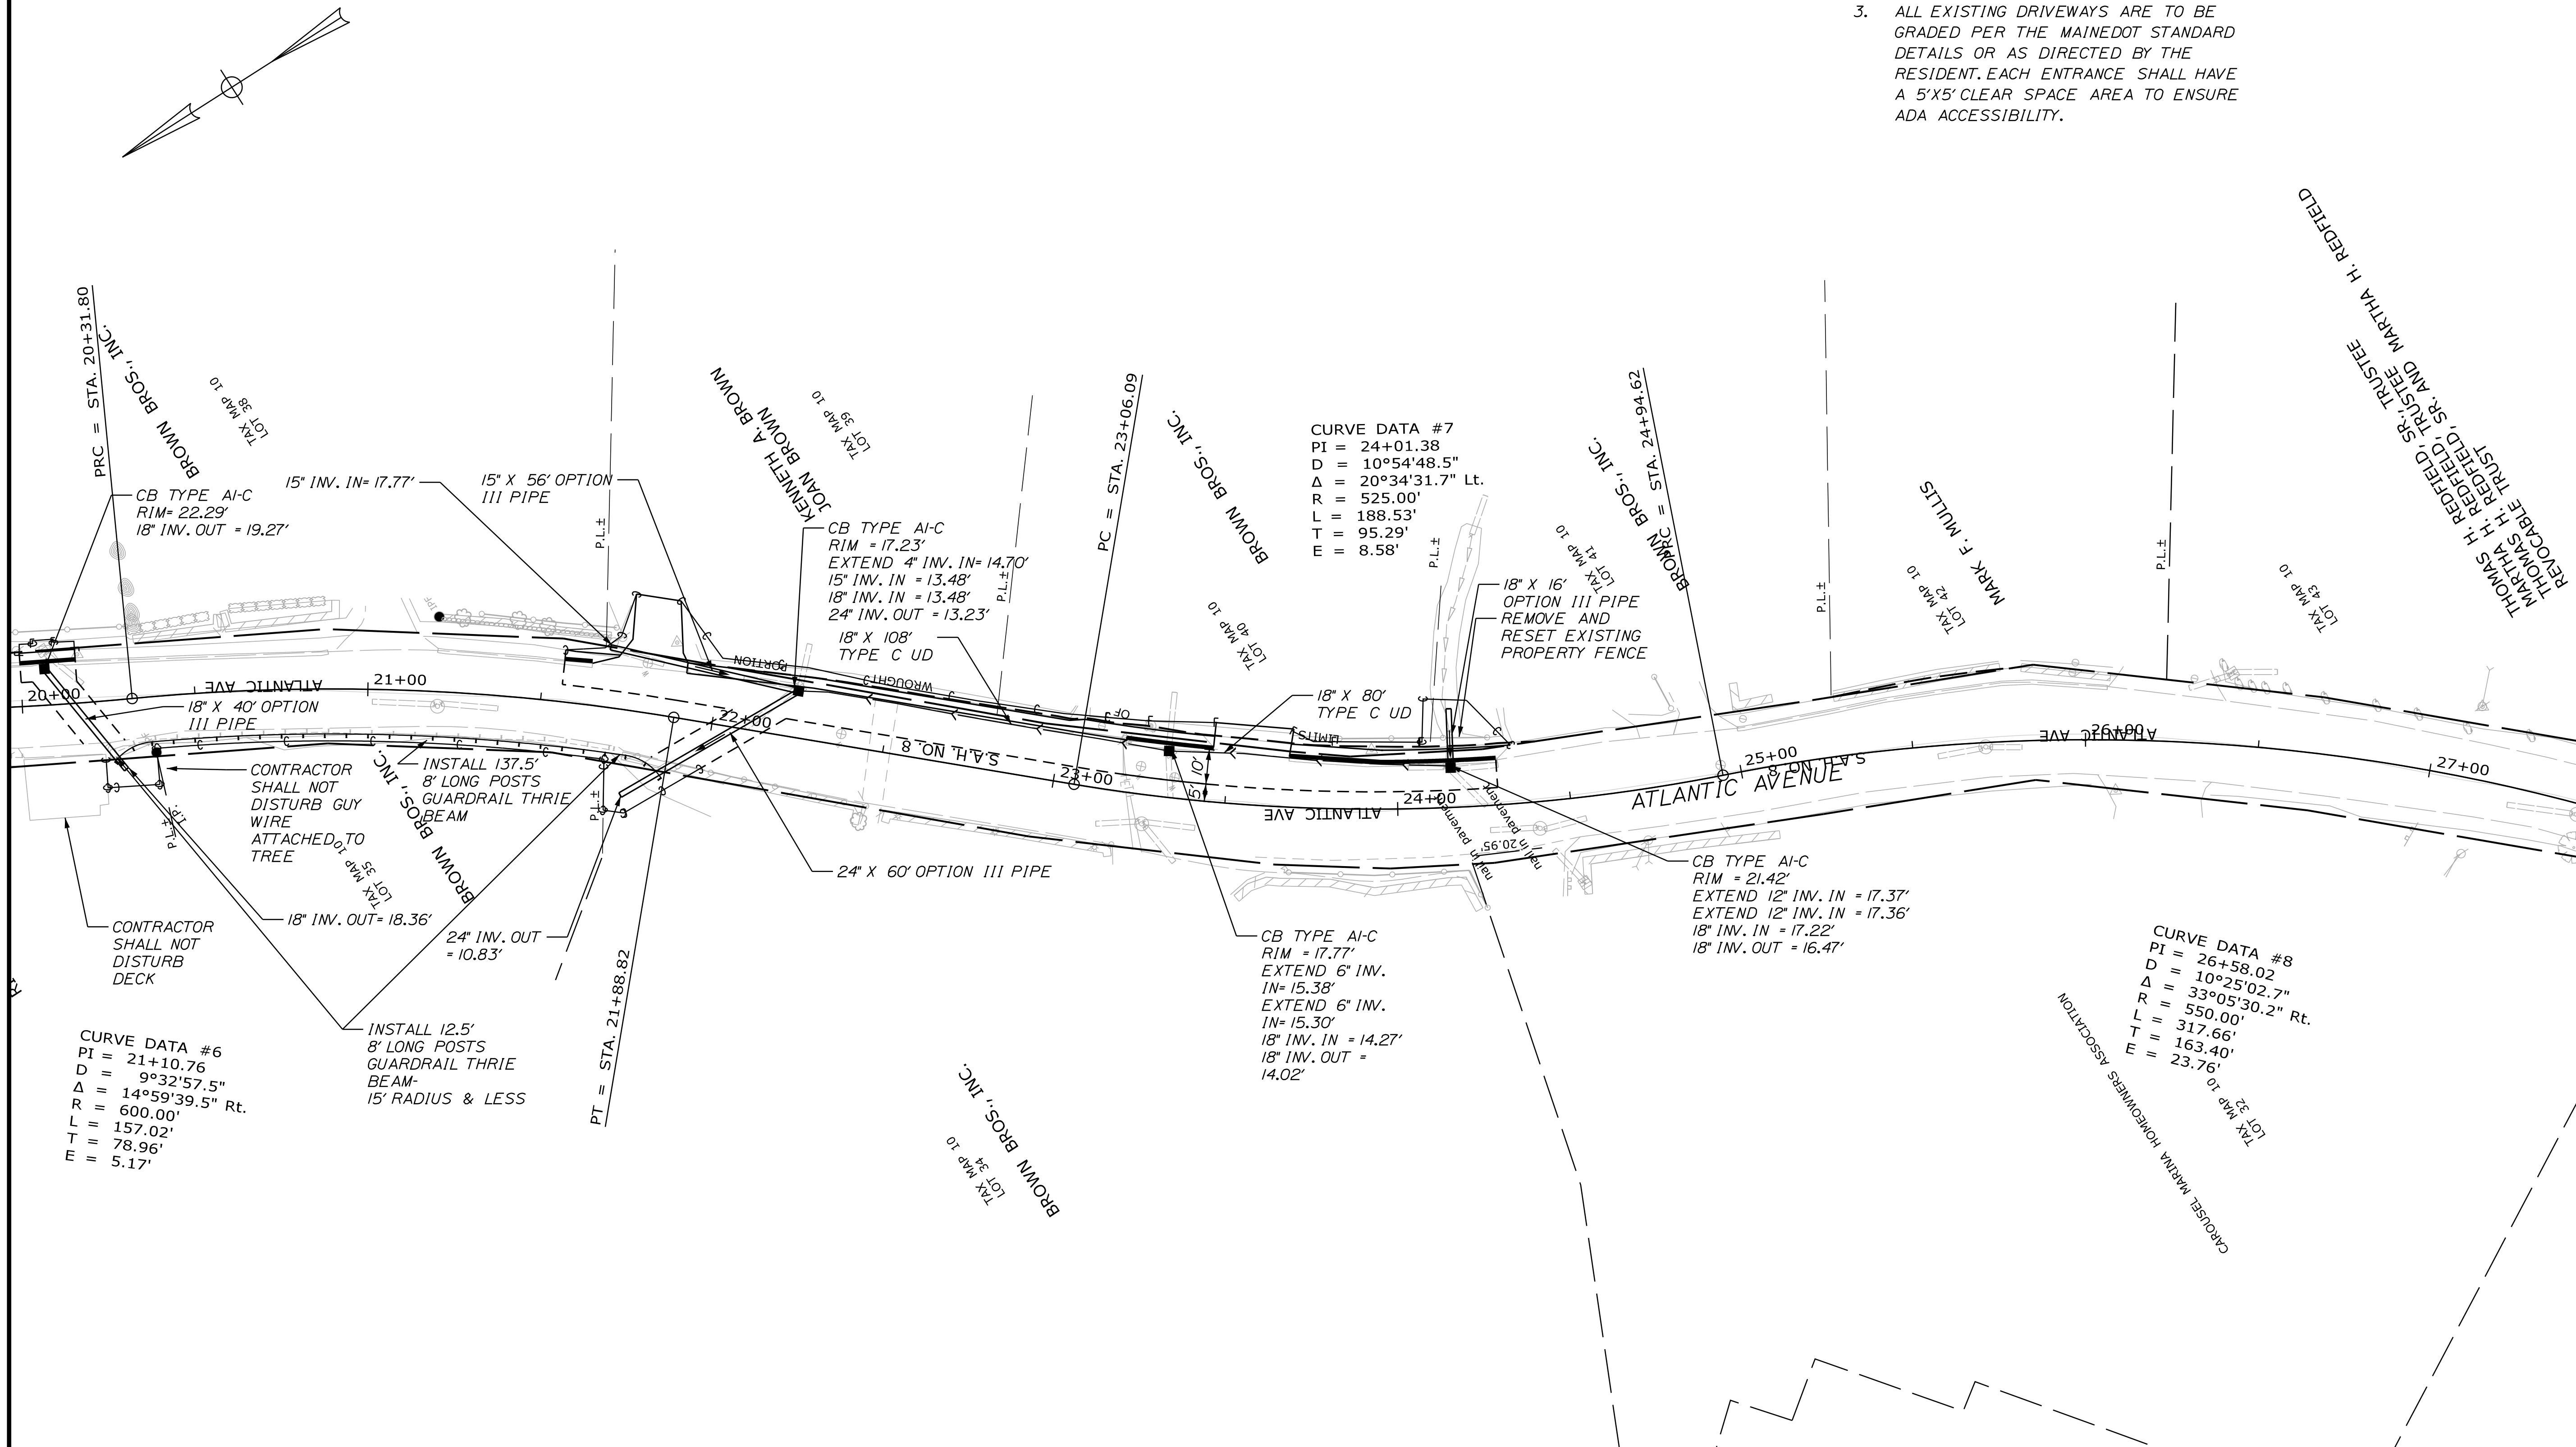 3. ALL EXISTING DRIVEWAYS ARE TO BE
GRADED PER THE MAINEDOT STANDARD
DETAILS OR AS DIRECTED BY THE
RESIDENT. EACH ENTRANCE SHALL HAVE
A 5'X5' CLEAR SPACE AREA TO ENSURE
ADA ACCESSIBILITY.
PRC = STA. 20+31.80
BROWN BROS., INC.
TAX MAP 10
LOT 38
CB TYPE A1-C
RIM= 22.29'
18" INV. OUT = 19.27'
15" INV. IN= 17.77'
15" X 56' OPTION
III PIPE
P.L.±
KENNETH A. BROWN
JOAN BROWN
TAX MAP 10
LOT 39
CB TYPE A1-C
RIM = 17.23'
EXTEND 4" INV. IN= 14.70'
15" INV. IN = 13.48'
18" INV. IN = 13.48'
24" INV. OUT = 13.23'
18" X 108'
TYPE C UD
P.L.±
PC = STA. 23+06.09
BROWN BROS., INC.
TAX MAP 10
LOT 40
CURVE DATA #7
PI = 24+01.38
D = 10°54'48.5"
Δ = 20°34'31.7" Lt.
R = 525.00'
L = 188.53'
T = 95.29'
E = 8.58'
P.L.±
18" X 16'
OPTION III PIPE
REMOVE AND
RESET EXISTING
PROPERTY FENCE
18" X 80'
TYPE C UD
TAX MAP 10
LOT 41
BROWN BROS., INC.
PRC = STA. 24+94.62
P.L.±
TAX MAP 10
LOT 42
MARK F. MULLIS
P.L.±
TAX MAP 10
LOT 43
THOMAS H. REDFIELD, SR., TRUSTEE
MARTHA H. REDFIELD, TRUSTEE
THOMAS H. REDFIELD, SR. AND MARTHA H. REDFIELD
REVOCABLE TRUST
20+00
ATLANTIC AVE
21+00
PORTION
WROUGHT
OF
LIMITS
22+00
S.A.H. NO. 8
23+00
10'
5'
ATLANTIC AVE
24+00
nail in pavement
nail in pavement
20.95'
ATLANTIC AVENUE
25+00
S.A.H. NO. 8
26+00
ATLANTIC AVE
27+00
18" X 40' OPTION
III PIPE
CONTRACTOR
SHALL NOT
DISTURB GUY
WIRE
ATTACHED TO
TREE
INSTALL 137.5'
8' LONG POSTS
GUARDRAIL THRIE
BEAM
BROWN BROS., INC.
TAX MAP 10
LOT 35
P.L.±
I.P.
P.L.±
CONTRACTOR
SHALL NOT
DISTURB
DECK
18" INV. OUT= 18.36'
24" INV. OUT
= 10.83'
24" X 60' OPTION III PIPE
PT = STA. 21+88.82
INSTALL 12.5'
8' LONG POSTS
GUARDRAIL THRIE
BEAM-
15' RADIUS & LESS
CURVE DATA #6
PI = 21+10.76
D = 9°32'57.5"
Δ = 14°59'39.5" Rt.
R = 600.00'
L = 157.02'
T = 78.96'
E = 5.17'
BROWN BROS., INC.
TAX MAP 10
LOT 34
CB TYPE A1-C
RIM = 17.77'
EXTEND 6" INV.
IN= 15.38'
EXTEND 6" INV.
IN= 15.30'
18" INV. IN = 14.27'
18" INV. OUT =
14.02'
CB TYPE A1-C
RIM = 21.42'
EXTEND 12" INV. IN = 17.37'
EXTEND 12" INV. IN = 17.36'
18" INV. IN = 17.22'
18" INV. OUT = 16.47'
CURVE DATA #8
PI = 26+58.02
D = 10°25'02.7"
Δ = 33°05'30.2" Rt.
R = 550.00'
L = 317.66'
T = 163.40'
E = 23.76'
TAX MAP 10
LOT 32
CAROUSEL MARINA HOMEOWNERS ASSOCIATION